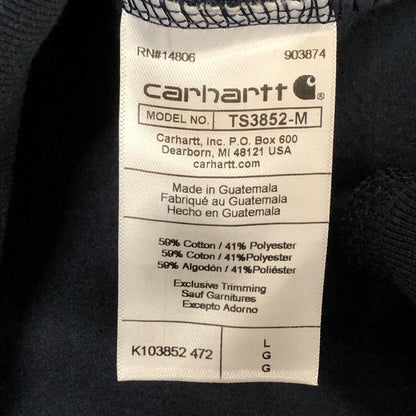 RN#14806 903874
carhartt
MODEL NO. TS3852-M
Carhartt, Inc. P.O. Box 600
Dearborn, MI 48121 USA
carhartt.com
Made in Guatemala
Fabriqué au Guatemala
Hecho en Guatemala
59% Cotton / 41% Polyester
59% Coton / 41% Polyester
59% Algodón / 41% Poliéster
Exclusive Trimming
Sauf Garnitures
Excepto Adorno
K103852 472
L
G
G